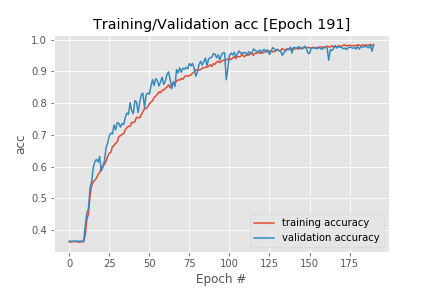 Training/Validation acc [Epoch 191]
1.0
0.9
0.8
0.7
0.6
0.5
0.4
acc
training accuracy
validation accuracy
0 25 50 75 100 125 150 175
Epoch #